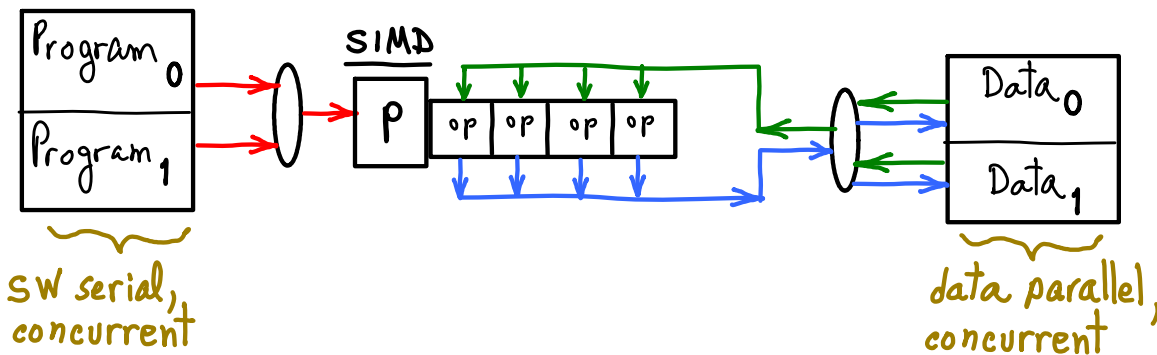 Program 0
Program 1
SIMD
P
op op op op
Data 0
Data 1
SW serial,
concurrent
data parallel,
concurrent